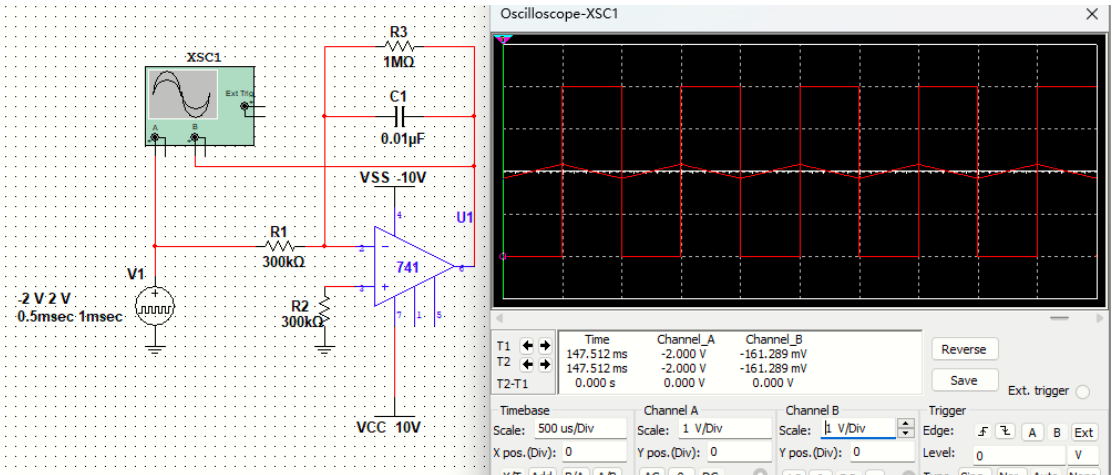 Oscilloscope-XSC1
R3
1MΩ
XSC1
Ext Trig
A
B
C1
0.01µF
VSS -10V
4
U1
R1
300kΩ
2
741
6
3
V1
-2 V 2 V
0.5msec 1msec
R2
300kΩ
7
1
5
VCC 10V
Time
Channel_A
Channel_B
T1
147.512 ms
-2.000 V
-161.289 mV
T2
147.512 ms
-2.000 V
-161.289 mV
T2-T1
0.000 s
0.000 V
0.000 V
Reverse
Save
Ext. trigger
Timebase
Channel A
Channel B
Trigger
Scale: 500 us/Div
Scale: 1 V/Div
Scale: 1 V/Div
Edge:
A
B
Ext
X pos.(Div): 0
Y pos.(Div): 0
Y pos.(Div): 0
Level: 0
V